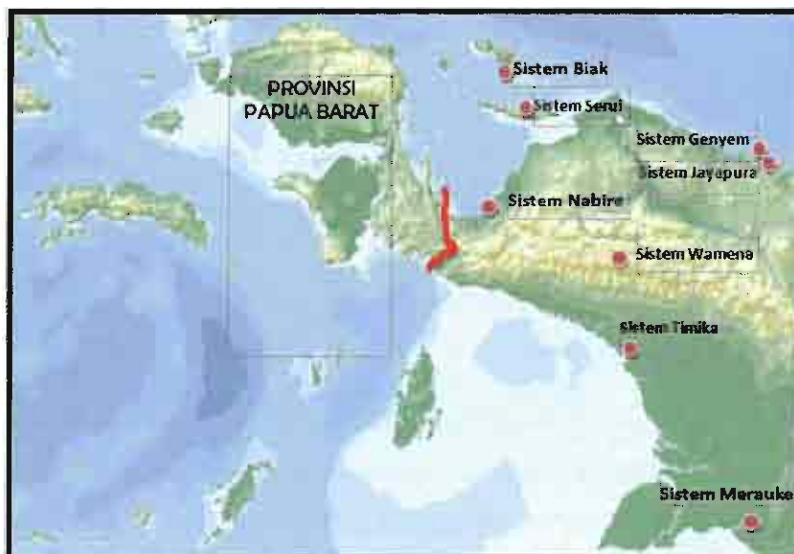 PROVINSI
PAPUA BARAT
Sistem Biak
Sistem Serui
Sistem Genyem
Sistem Jayapura
Sistem Nabire
Sistem Wamena
Sistem Timika
Sistem Merauke